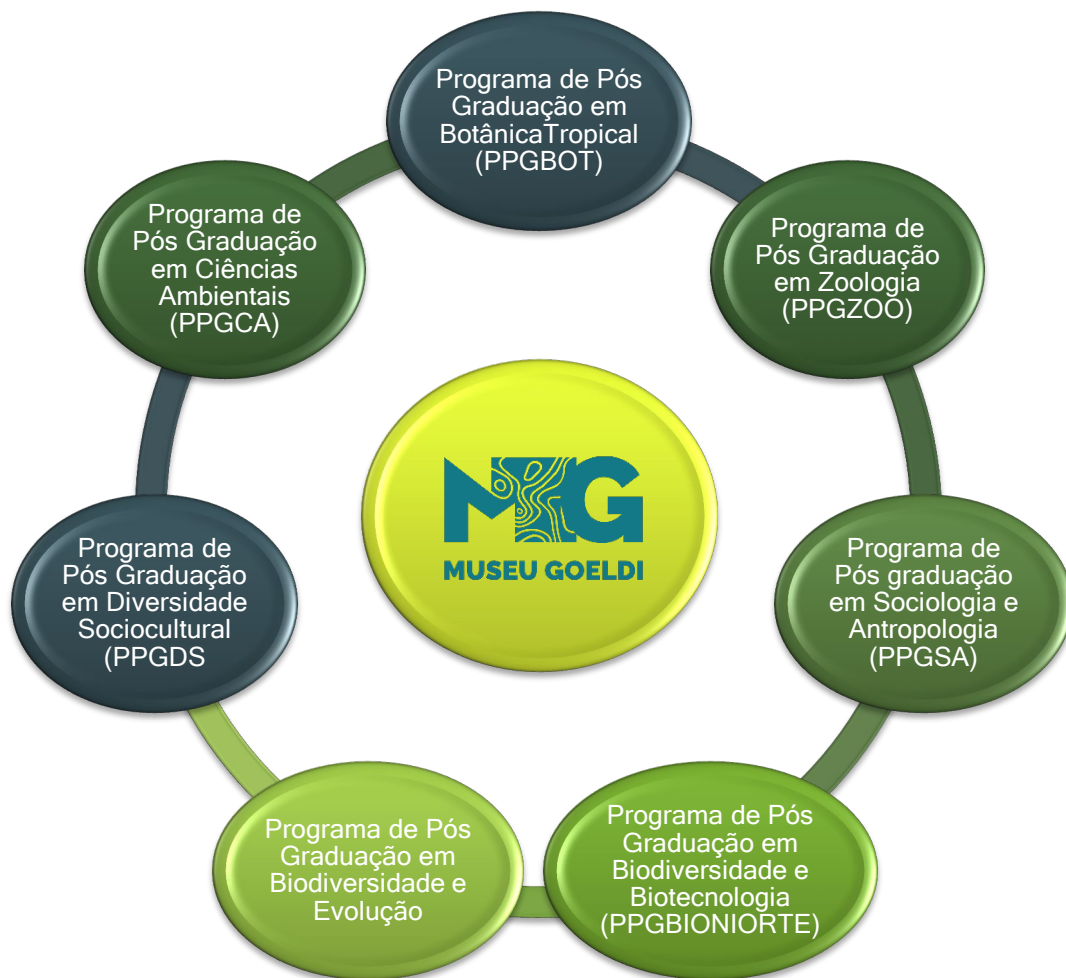 Programa de Pós
Graduação em
BotânicaTropical
(PPGBOT)
Programa de
Pós Graduação
em Zoologia
(PPGZOO)
Programa de
Pós graduação
em Sociologia e
Antropologia
(PPGSA)
Programa de Pós
Graduação em
Biodiversidade e
Biotecnologia
(PPGBIONIORTE)
Programa de Pós
Graduação em
Biodiversidade e
Evolução
Programa de
Pós Graduação
em Diversidade
Sociocultural
(PPGDS
Programa de
Pós Graduação
em Ciências
Ambientais
(PPGCA)
MG
MUSEU GOELDI